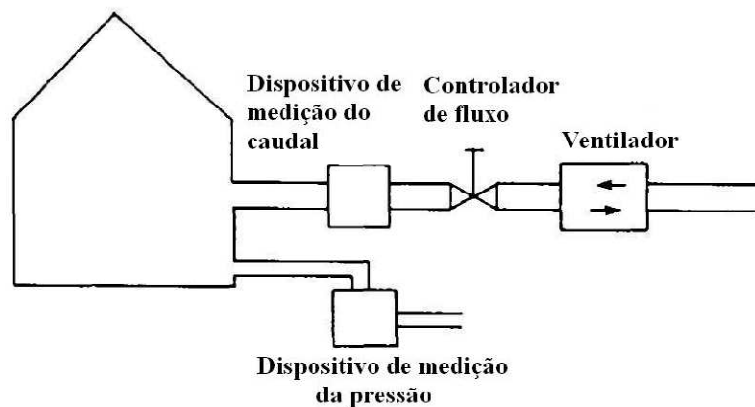 Dispositivo de
medição do
caudal
Controlador
de fluxo
Ventilador
Dispositivo de medição
da pressão